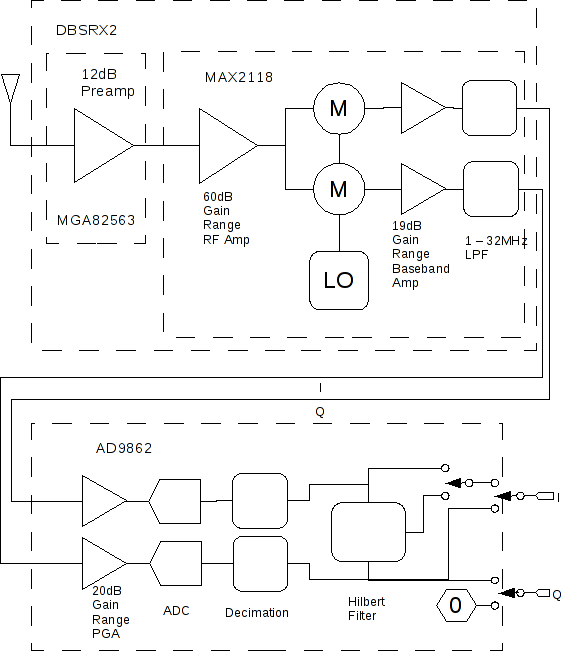 DBSRX2
12dB
Preamp
MAX2118
M
M
MGA82563
60dB
Gain
Range
RF Amp
19dB
Gain
Range
Baseband
Amp
1 – 32MHz
LPF
LO
I
Q
AD9862
I
20dB
Gain
Range
PGA
ADC
Decimation
Hilbert
Filter
0
Q